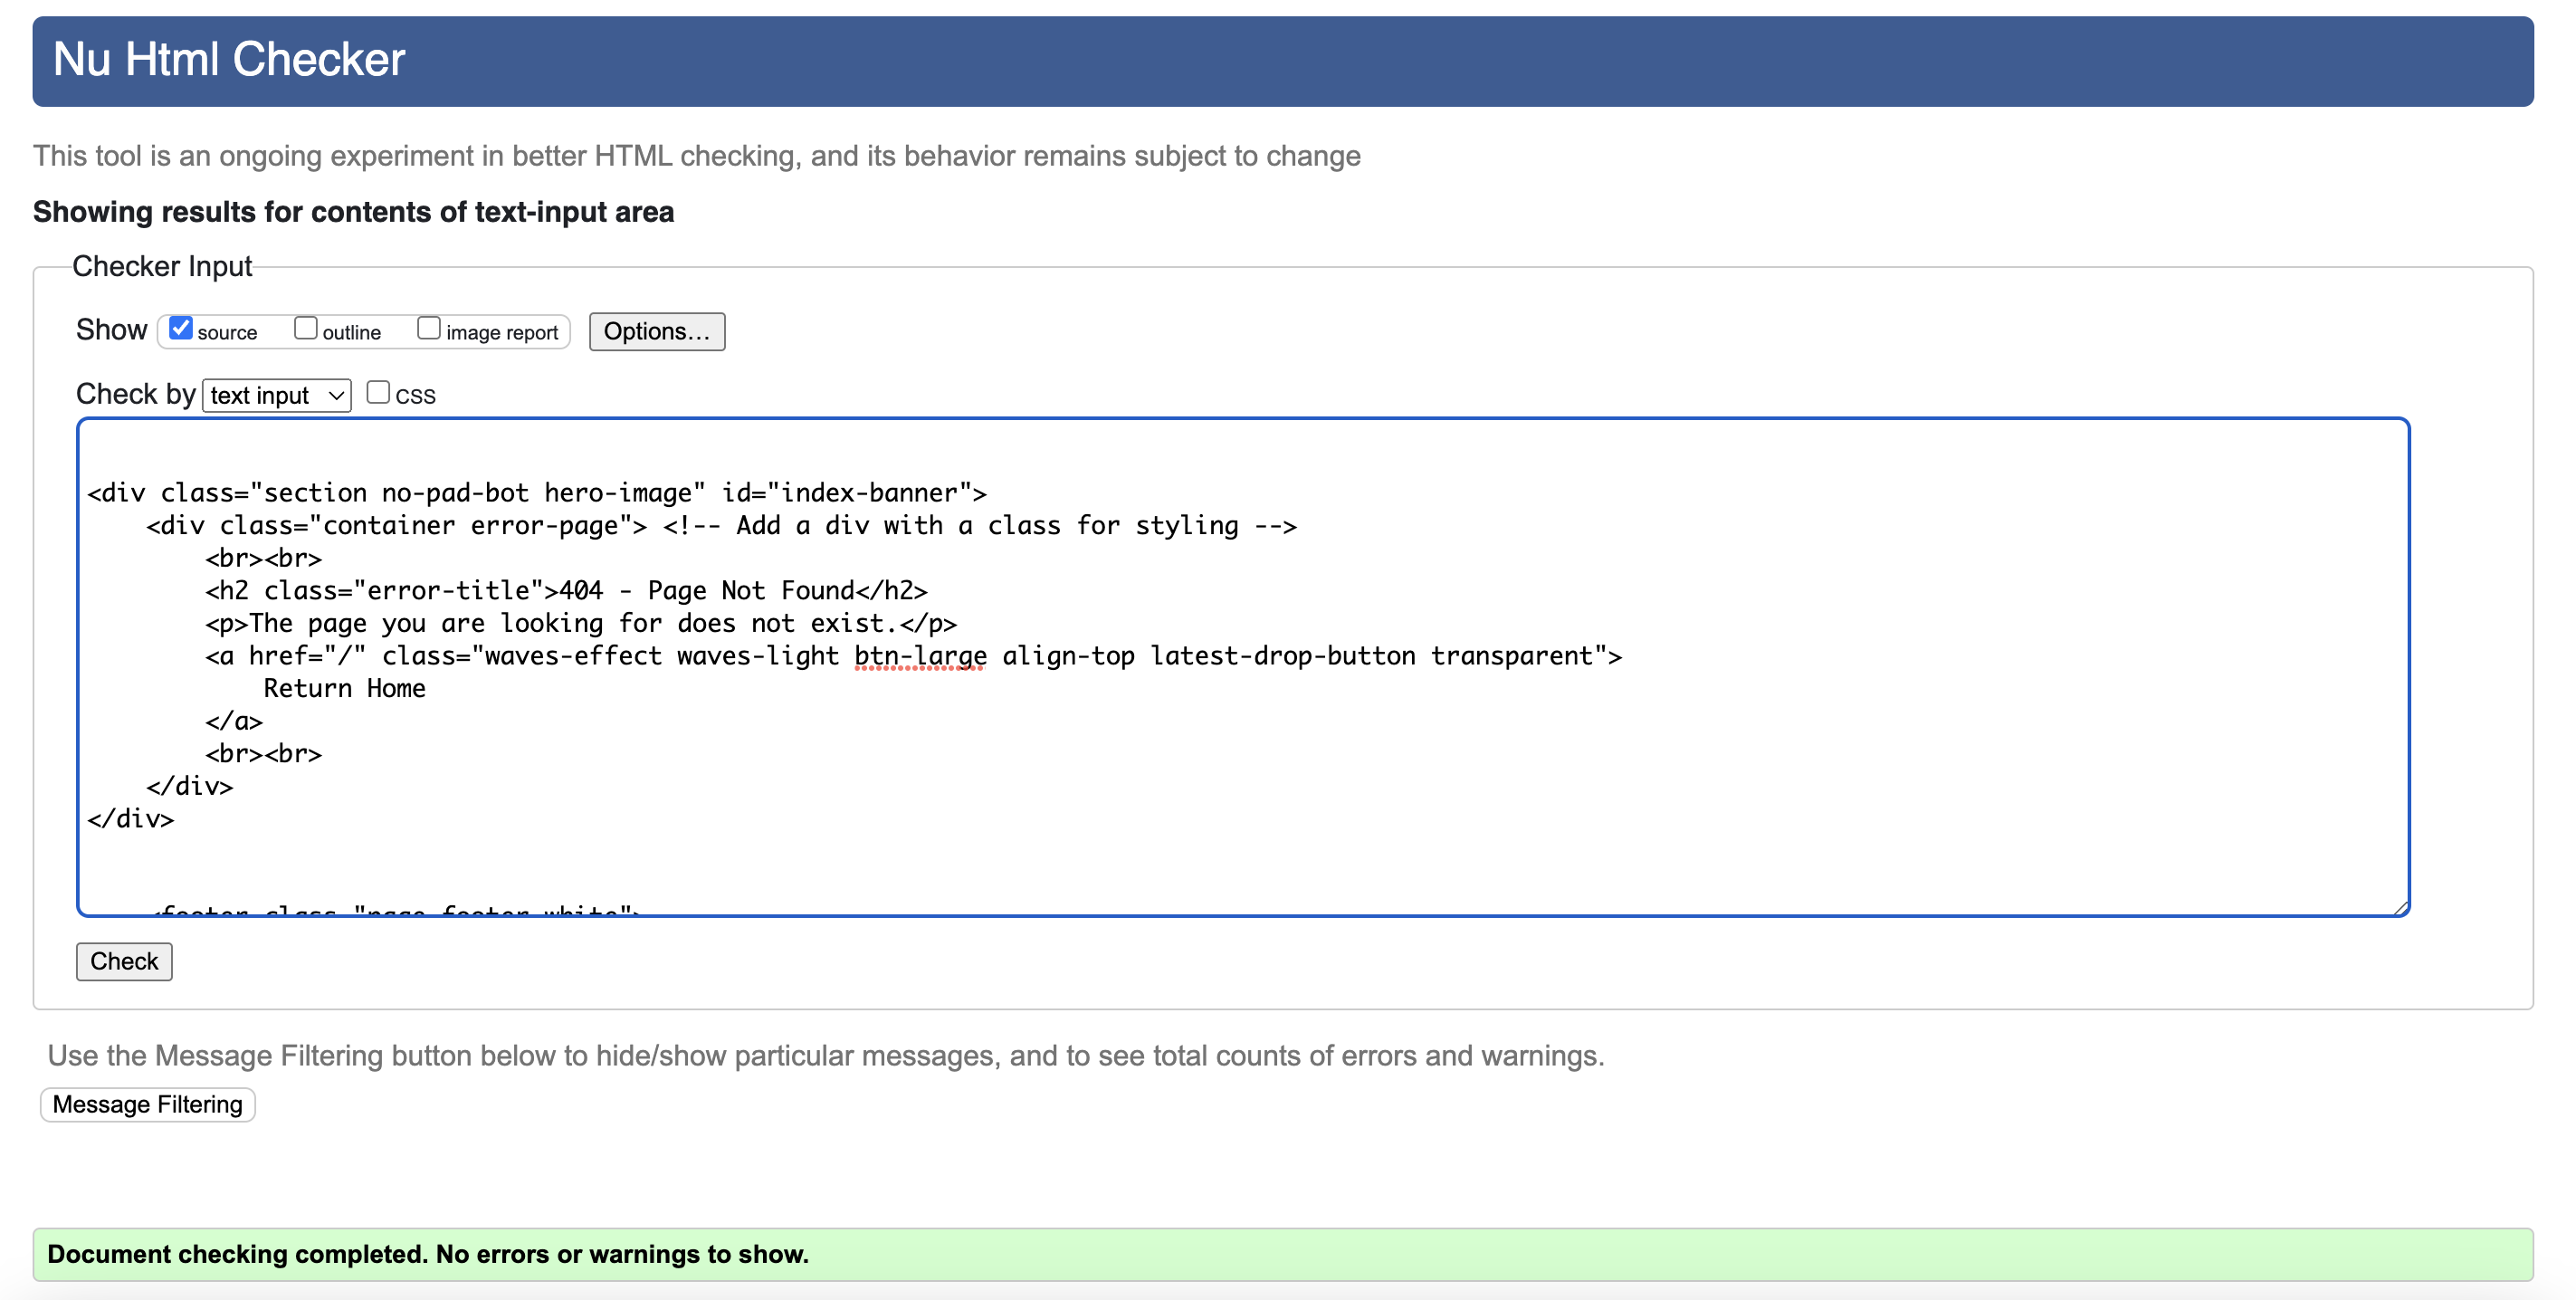 Nu Html Checker
This tool is an ongoing experiment in better HTML checking, and its behavior remains subject to change
Showing results for contents of text-input area
Checker Input
Show source outline image report Options…
Check by text input CSS
<div class="section no-pad-bot hero-image" id="index-banner">
    <div class="container error-page"> <!-- Add a div with a class for styling -->
        <br><br>
        <h2 class="error-title">404 - Page Not Found</h2>
        <p>The page you are looking for does not exist.</p>
        <a href="/" class="waves-effect waves-light btn-large align-top latest-drop-button transparent">
            Return Home
        </a>
        <br><br>
    </div>
</div>
    <footer class="page-footer white">
Check
Use the Message Filtering button below to hide/show particular messages, and to see total counts of errors and warnings.
Message Filtering
Document checking completed. No errors or warnings to show.